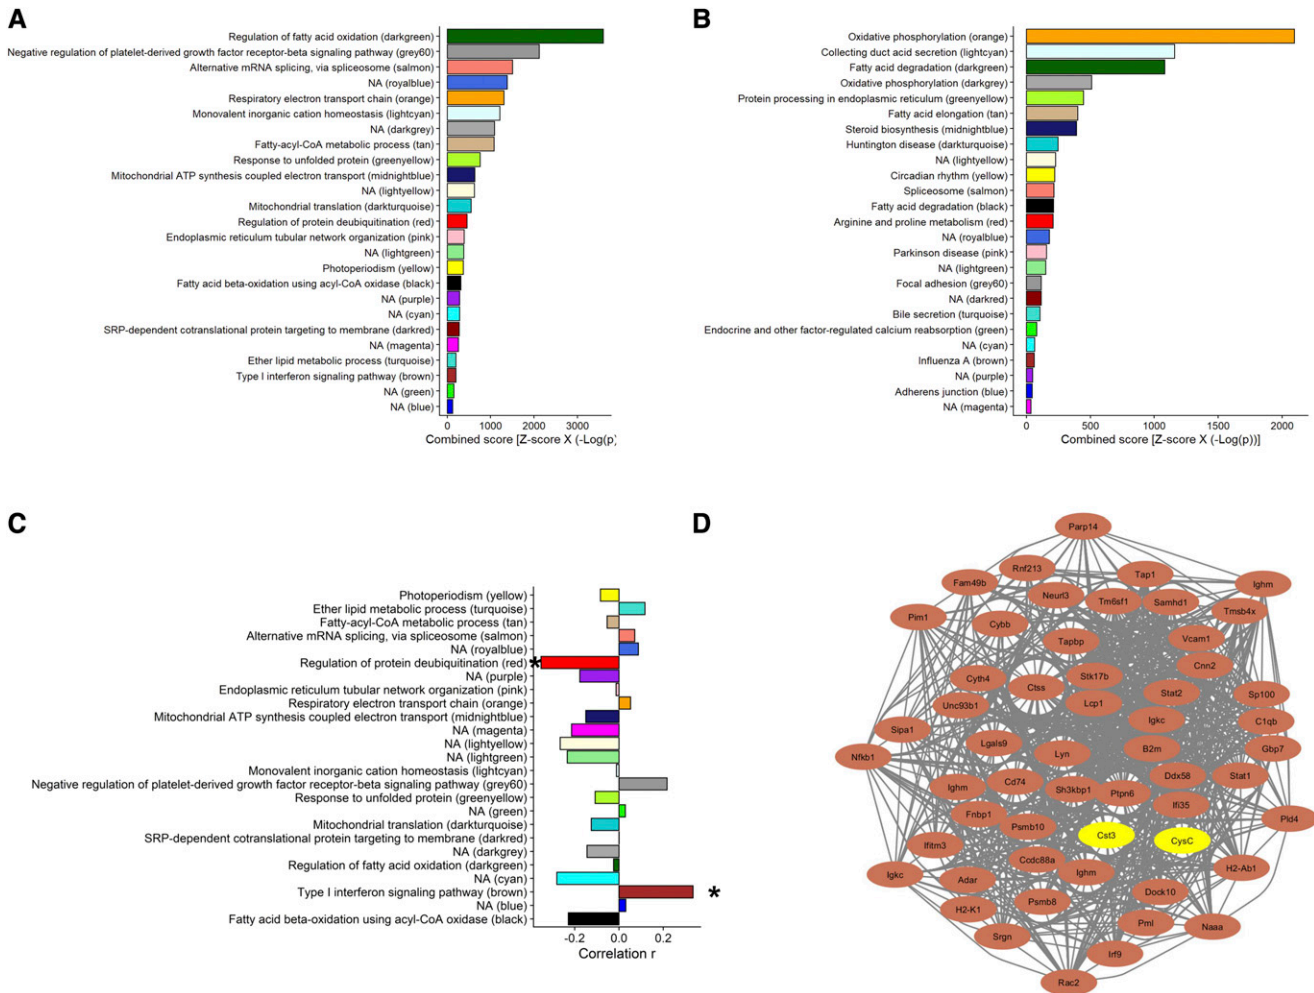 A
Regulation of fatty acid oxidation (darkgreen)
Negative regulation of platelet-derived growth factor receptor-beta signaling pathway (grey60)
Alternative mRNA splicing, via spliceosome (salmon)
NA (royalblue)
Respiratory electron transport chain (orange)
Monovalent inorganic cation homeostasis (lightcyan)
NA (darkgrey)
Fatty-acyl-CoA metabolic process (tan)
Response to unfolded protein (greenyellow)
Mitochondrial ATP synthesis coupled electron transport (midnightblue)
NA (lightyellow)
Mitochondrial translation (darkturquoise)
Regulation of protein deubiquitination (red)
Endoplasmic reticulum tubular network organization (pink)
NA (lightgreen)
Photoperiodism (yellow)
Fatty acid beta-oxidation using acyl-CoA oxidase (black)
NA (purple)
NA (cyan)
SRP-dependent cotranslational protein targeting to membrane (darkred)
NA (magenta)
Ether lipid metabolic process (turquoise)
Type I interferon signaling pathway (brown)
NA (green)
NA (blue)
0 1000 2000 3000
Combined score [Z-score X (-Log(p)
B
Oxidative phosphorylation (orange)
Collecting duct acid secretion (lightcyan)
Fatty acid degradation (darkgreen)
Oxidative phosphorylation (darkgrey)
Protein processing in endoplasmic reticulum (greenyellow)
Fatty acid elongation (tan)
Steroid biosynthesis (midnightblue)
Huntington disease (darkturquoise)
NA (lightyellow)
Circadian rhythm (yellow)
Spliceosome (salmon)
Fatty acid degradation (black)
Arginine and proline metabolism (red)
NA (royalblue)
Parkinson disease (pink)
NA (lightgreen)
Focal adhesion (grey60)
NA (darkred)
Bile secretion (turquoise)
Endocrine and other factor-regulated calcium reabsorption (green)
NA (cyan)
Influenza A (brown)
NA (purple)
Adherens junction (blue)
NA (magenta)
0 500 1000 1500 2000
Combined score [Z-score X (-Log(p))]
C
Photoperiodism (yellow)
Ether lipid metabolic process (turquoise)
Fatty-acyl-CoA metabolic process (tan)
Alternative mRNA splicing, via spliceosome (salmon)
NA (royalblue)
Regulation of protein deubiquitination (red) *
NA (purple)
Endoplasmic reticulum tubular network organization (pink)
Respiratory electron transport chain (orange)
Mitochondrial ATP synthesis coupled electron transport (midnightblue)
NA (magenta)
NA (lightyellow)
NA (lightgreen)
Monovalent inorganic cation homeostasis (lightcyan)
Negative regulation of platelet-derived growth factor receptor-beta signaling pathway (grey60)
Response to unfolded protein (greenyellow)
NA (green)
Mitochondrial translation (darkturquoise)
SRP-dependent cotranslational protein targeting to membrane (darkred)
NA (darkgrey)
Regulation of fatty acid oxidation (darkgreen)
NA (cyan)
Type I interferon signaling pathway (brown) *
NA (blue)
Fatty acid beta-oxidation using acyl-CoA oxidase (black)
-0.2 0.0 0.2
Correlation r
D
Parp14
Rnf213
Tap1
Fam49b
Ighm
Neurl3
Tm6sf1
Samhd1
Tmsb4x
Pim1
Cybb
Tapbp
Vcam1
Cnn2
Cyth4
Ctss
Stk17b
Stat2
Sp100
Unc93b1
Lcp1
Igkc
C1qb
Sipa1
Lgals9
Lyn
B2m
Gbp7
Nfkb1
Ighm
Cd74
Sh3kbp1
Ptpn6
Ddx58
Stat1
Fnbp1
Psmb10
Ifi35
Pld4
Cst3
CysC
Ifitm3
Ccdc88a
Igkc
Adar
Ighm
H2-Ab1
H2-K1
Psmb8
Dock10
Srgn
Pml
Naaa
Irf9
Rac2